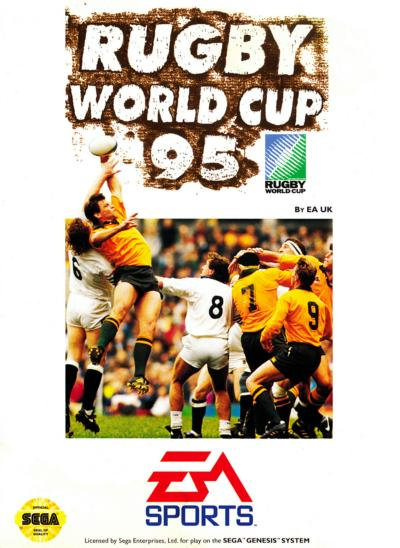 RUGBY
WORLD CUP
'95
RUGBY
WORLD CUP
BY EA UK
6
8
7
9
EA
SPORTS™
OFFICIAL
SEGA
SEAL OF
QUALITY
Licensed by Sega Enterprises, Ltd. for play on the SEGA™ GENESIS™ SYSTEM